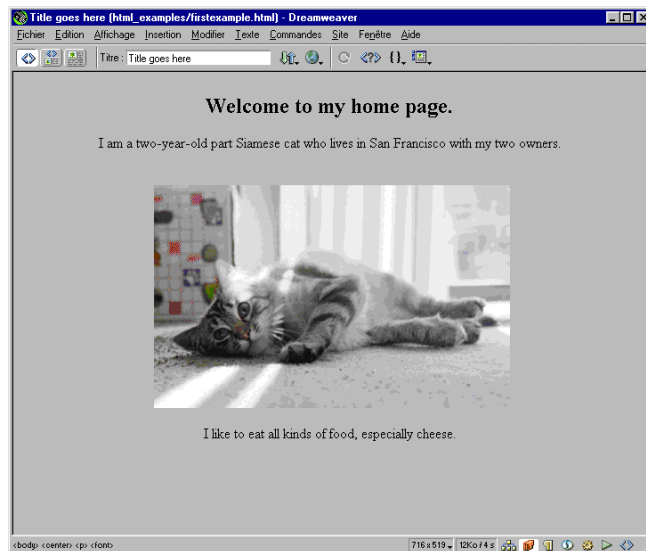 Title goes here (html_examples/firstexample.html) - Dreamweaver
Fichier Edition Affichage Insertion Modifier Texte Commandes Site Fenêtre Aide
Titre : Title goes here
Welcome to my home page.
I am a two-year-old part Siamese cat who lives in San Francisco with my two owners.
I like to eat all kinds of food, especially cheese.
<body> <center> <p> <font> 716 x 519 12Ko / 4 s